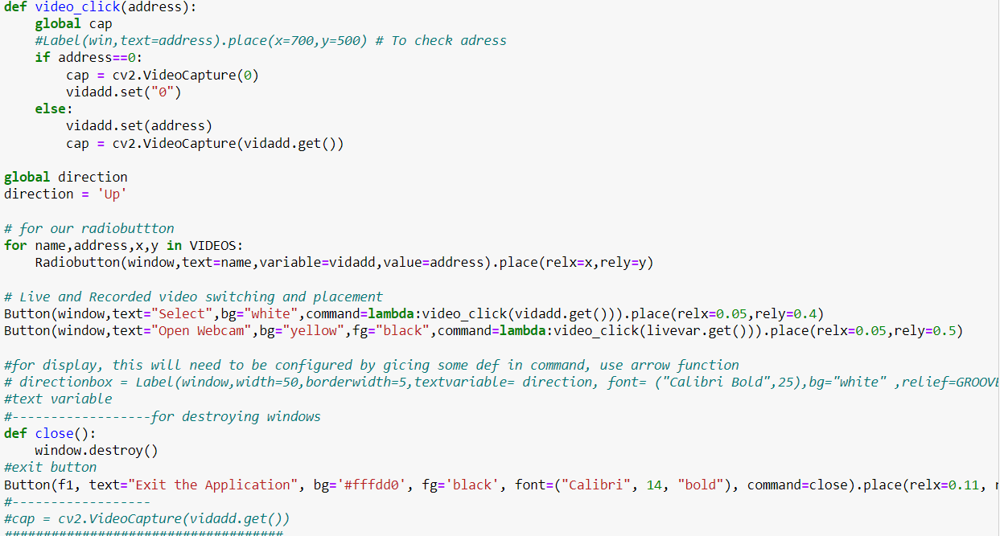 def video_click(address):
    global cap
    #Label(win,text=address).place(x=700,y=500) # To check adress
    if address==0:
        cap = cv2.VideoCapture(0)
        vidadd.set("0")
    else:
        vidadd.set(address)
        cap = cv2.VideoCapture(vidadd.get())

global direction
direction = 'Up'

# for our radiobuttton
for name,address,x,y in VIDEOS:
    Radiobutton(window,text=name,variable=vidadd,value=address).place(relx=x,rely=y)

# Live and Recorded video switching and placement
Button(window,text="Select",bg="white",command=lambda:video_click(vidadd.get())).place(relx=0.05,rely=0.4)
Button(window,text="Open Webcam",bg="yellow",fg="black",command=lambda:video_click(livevar.get())).place(relx=0.05,rely=0.5)

#for display, this will need to be configured by gicing some def in command, use arrow function
# directionbox = Label(window,width=50,borderwidth=5,textvariable= direction, font= ("Calibri Bold",25),bg="white" ,relief=GROOVE
#text variable
#------------------for destroying windows
def close():
    window.destroy()
#exit button
Button(f1, text="Exit the Application", bg='#fffdd0', fg='black', font=("Calibri", 14, "bold"), command=close).place(relx=0.11,
#------------------
#cap = cv2.VideoCapture(vidadd.get())
####################################